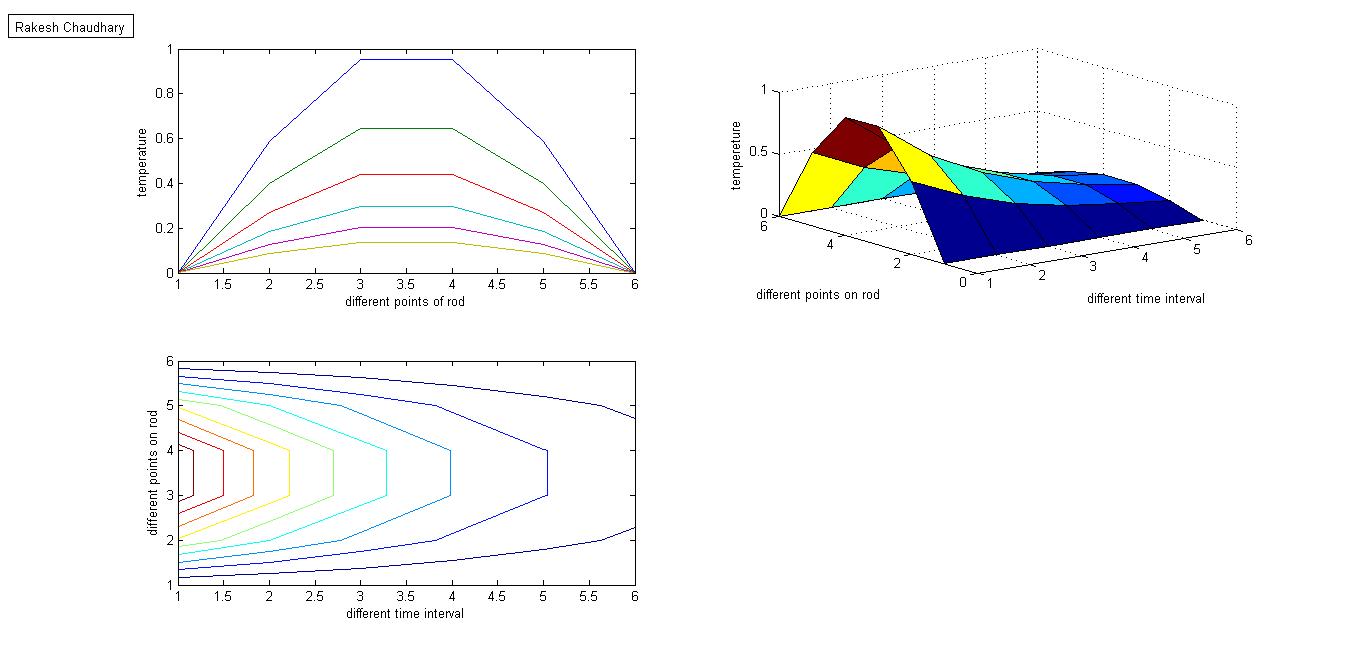 Rakesh Chaudhary
1
0.8
0.6
0.4
0.2
0
temperature
1 1.5 2 2.5 3 3.5 4 4.5 5 5.5 6
different points of rod
1
0.5
0
tempereture
6
4
2
0
different points on rod
1
2
3
4
5
6
different time interval
6
5
4
3
2
1
different points on rod
1 1.5 2 2.5 3 3.5 4 4.5 5 5.5 6
different time interval